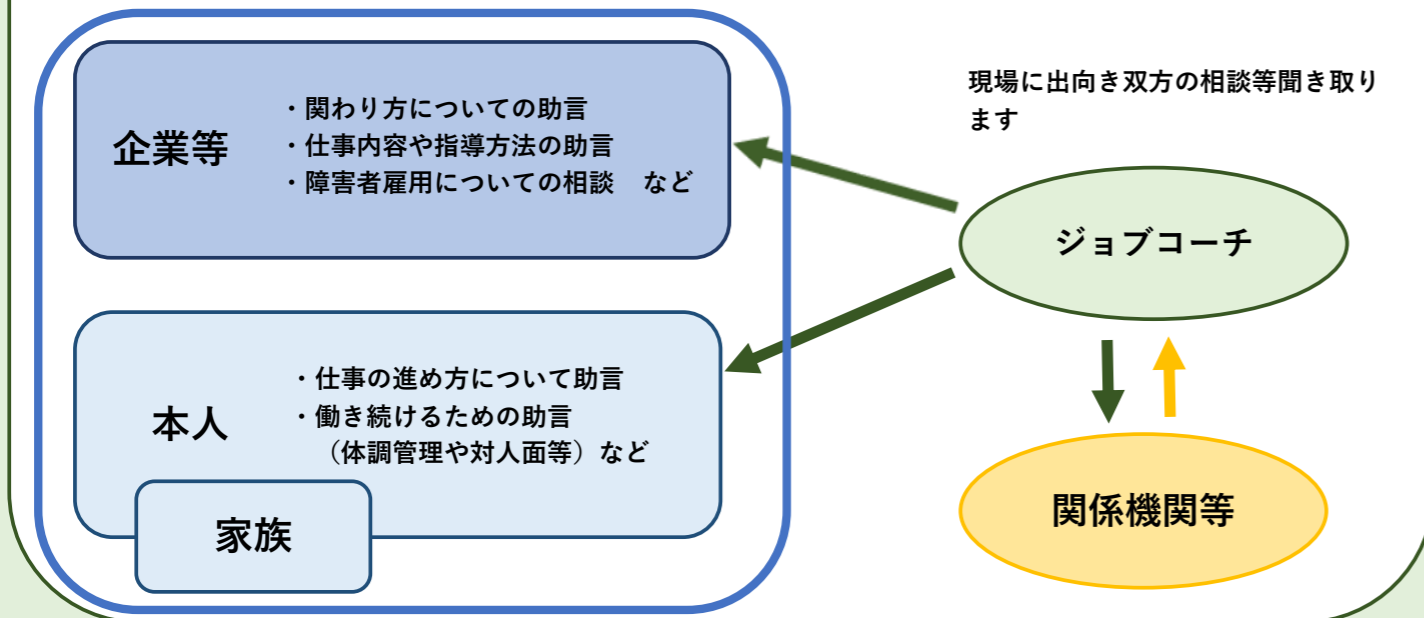 企業等
・関わり方についての助言
・仕事内容や指導方法の助言
・障害者雇用についての相談　など
現場に出向き双方の相談等聞き取り
ます
ジョブコーチ
本人
・仕事の進め方について助言
・働き続けるための助言
（体調管理や対人面等）など
家族
関係機関等